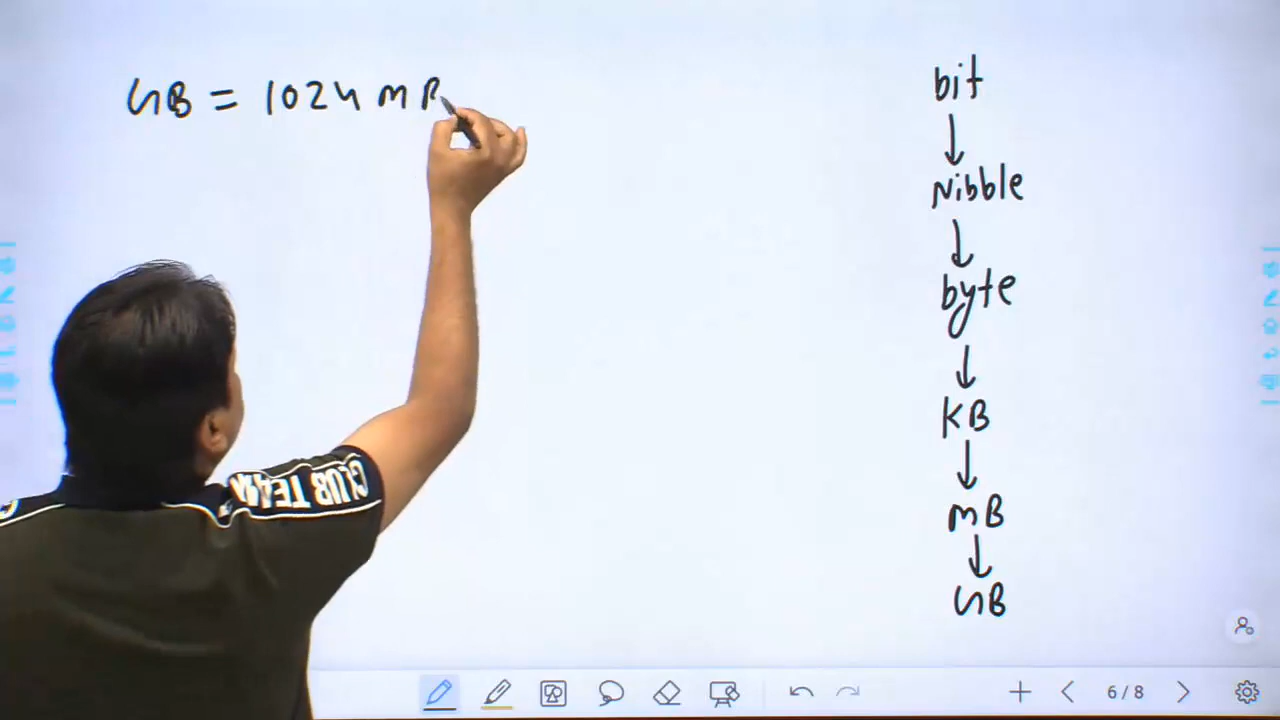 GB = 1024 MB
bit
↓
Nibble
↓
byte
↓
KB
↓
MB
↓
GB
CLUB TEAM
6 / 8